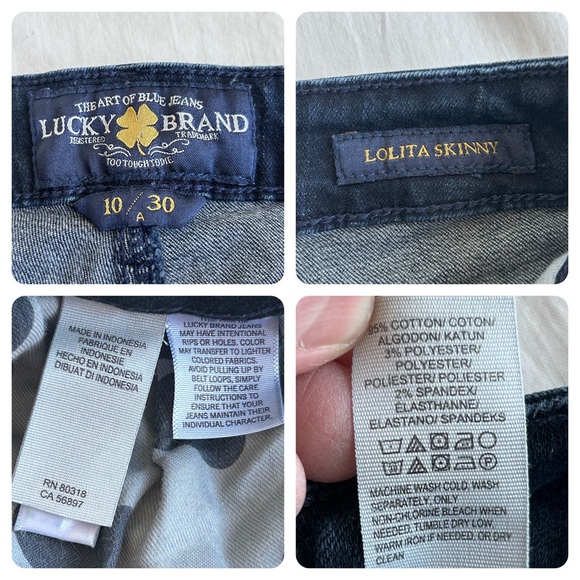 THE ART OF BLUE JEANS
LUCKY BRAND
REGISTERED TRADEMARK
TOO TOUGH TO DIE
10 / 30
A
LOLITA SKINNY
MADE IN INDONESIA
FABRIQUE EN
INDONÉSIE
HECHO EN INDONESIA
DIBUAT DI INDONESIA
RN 80318
CA 56897
LUCKY BRAND JEANS
MAY HAVE INTENTIONAL
RIPS OR HOLES. COLOR
MAY TRANSFER TO LIGHTER
COLORED FABRICS.
AVOID PULLING UP BY
BELT LOOPS, SIMPLY
FOLLOW THE CARE
INSTRUCTIONS TO
ENSURE THAT YOUR
JEANS MAINTAIN THEIR
INDIVIDUAL CHARACTER.
95% COTTON/ COTON/
ALGODON/ KATUN
3% POLYESTER/
POLYESTER/
POLIÉSTER/ POLIESTER
2% SPANDEX/
ELASTHANNE/
ELASTANO/ SPANDEKS
MACHINE WASH COLD. WASH
SEPARATELY. ONLY
NON-CHLORINE BLEACH WHEN
NEEDED. TUMBLE DRY LOW
WARM IRON IF NEEDED, OR DRY
CLEAN